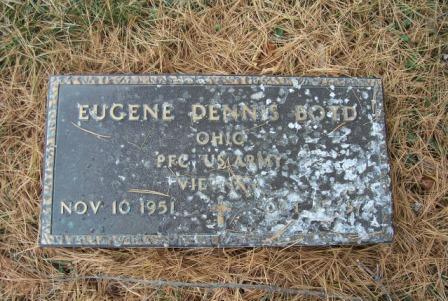 EUGENE DENNIS BOYD
OHIO
PFC US ARMY
VIETNAM
NOV 10 1951